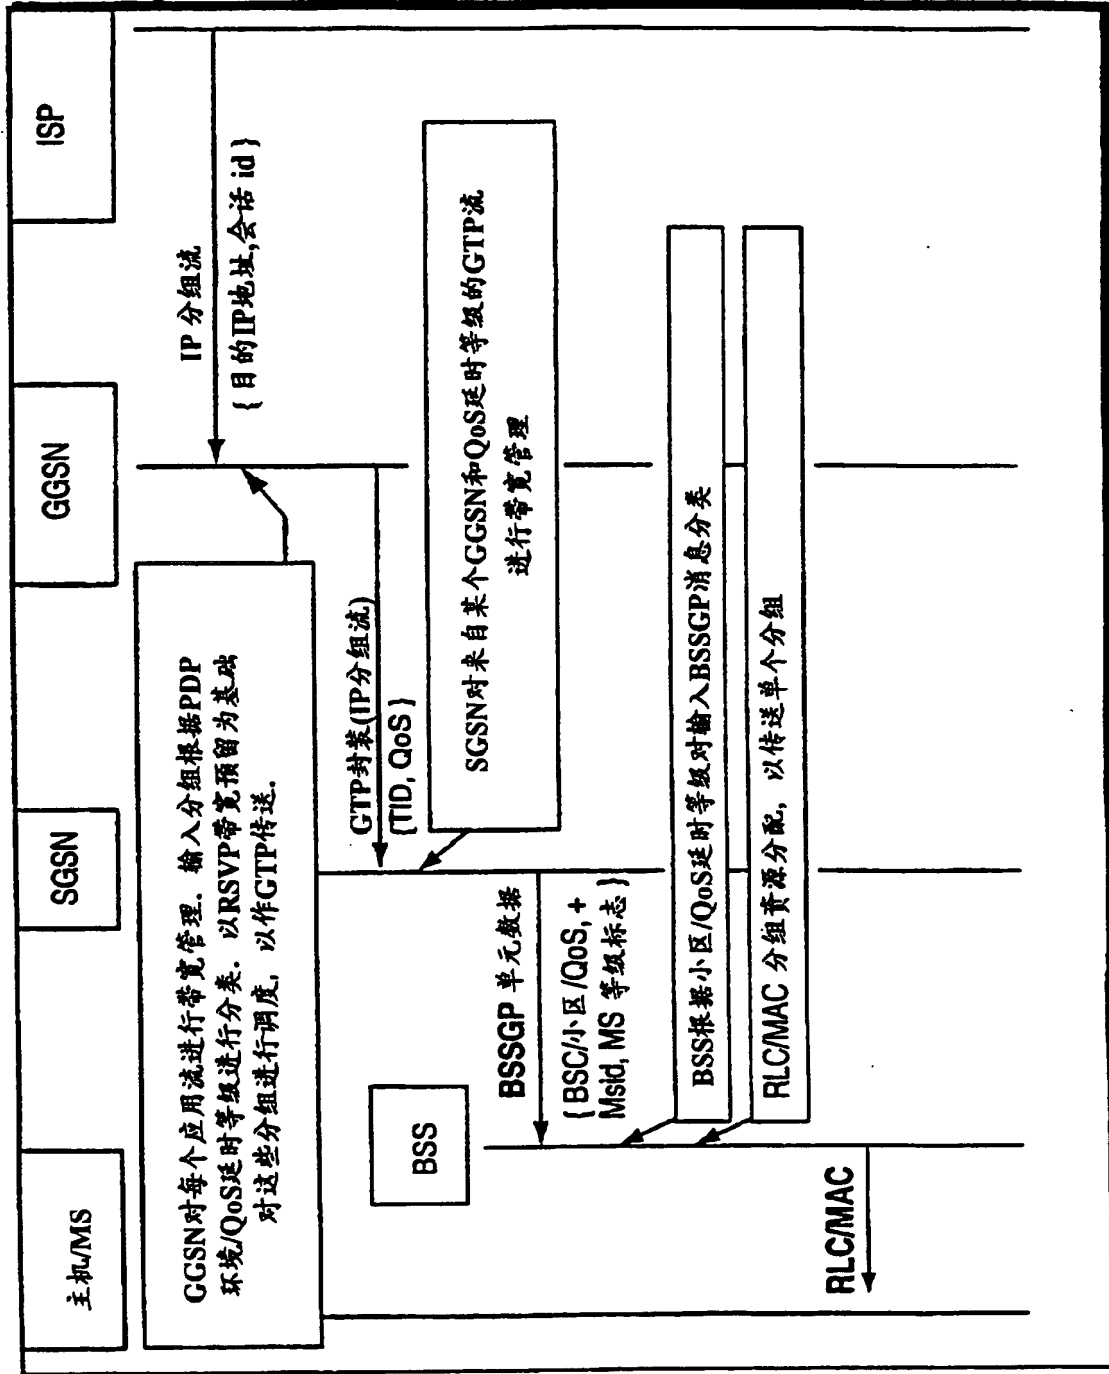 主机/MS
SGSN
GGSN
ISP
IP 分组流
{ 目的IP地址,会话 id }
GGSN对每个应用流进行带宽管理. 输入分组根据PDP
环境/QoS延时等级进行分类. 以RSVP带宽预留为基础
对这些分组进行调度, 以作GTP传送.
GTP封装(IP分组流)
{TID, QoS }
SGSN对来自某个GGSN和QoS延时等级的GTP流
进行带宽管理
BSS
BSSGP 单元数据
{ BSC/小区 /QoS, +
Msid, MS 等级标志 }
BSS根据小区/QoS延时等级对输入BSSGP消息分类
RLC/MAC 分组资源分配, 以传送单个分组
RLC/MAC